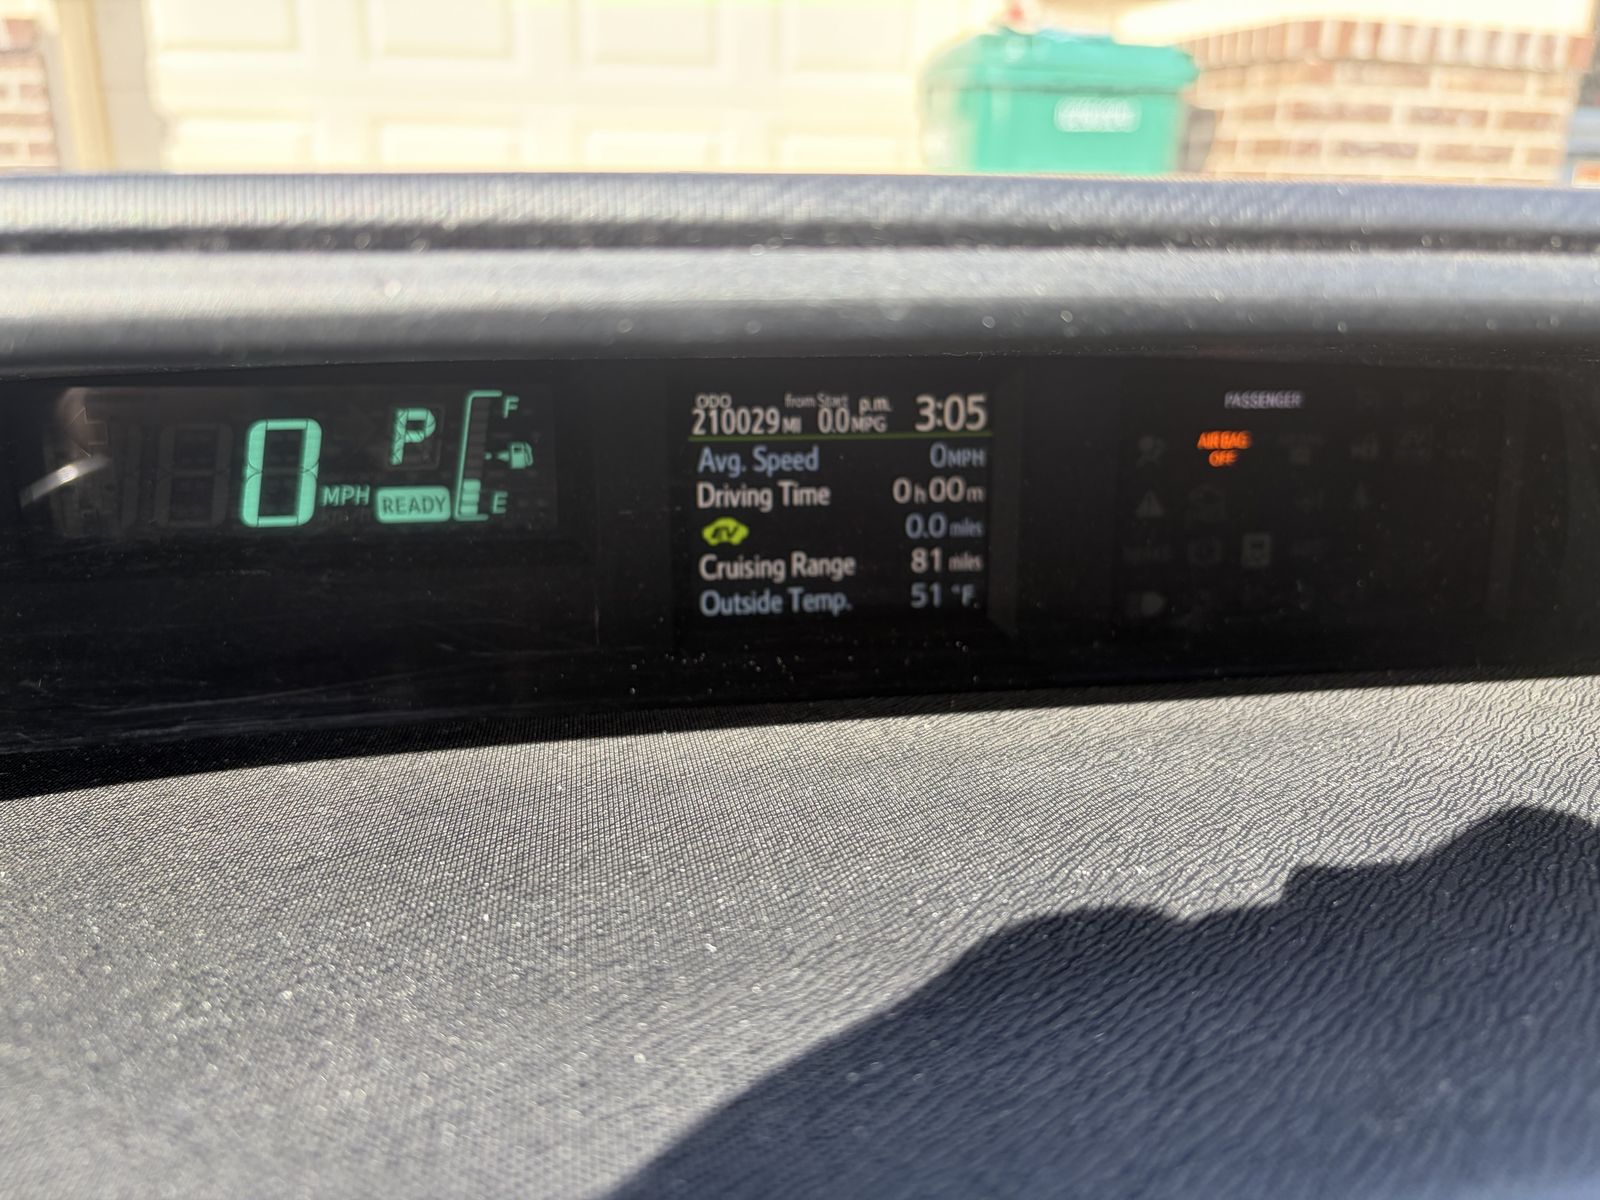 0 MPH
P
READY
F
E
ODO 210029 MI
from Start 0.0 MPG
p.m. 3:05
Avg. Speed 0 MPH
Driving Time 0 h 00 m
EV 0.0 miles
Cruising Range 81 miles
Outside Temp. 51 °F
PASSENGER
AIR BAG
OFF